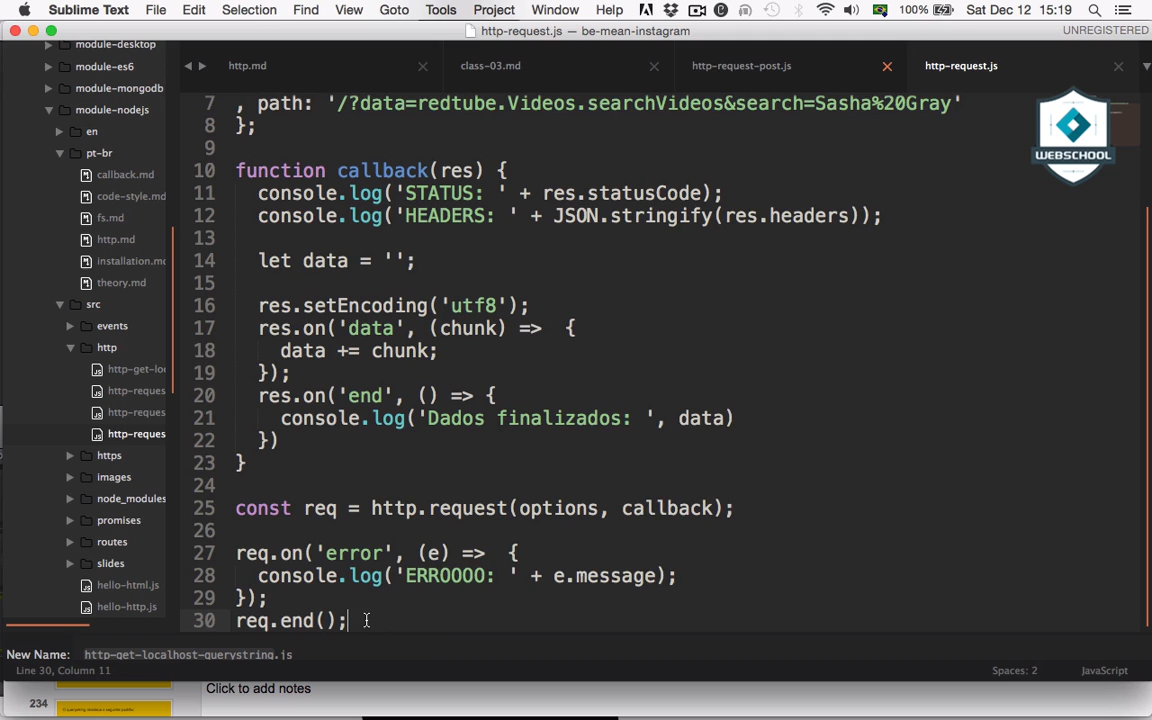 Sublime Text File Edit Selection Find View Goto Tools Project Window Help 100% Sat Dec 12 15:19
http-request.js — be-mean-instagram UNREGISTERED
module-desktop
module-es6
module-mongodb
module-nodejs
en
pt-br
callback.md
code-style.md
fs.md
http.md
installation.md
theory.md
src
events
http
http-get-lo
http-reques
http-reques
http-reques
https
images
node_modules
promises
routes
slides
hello-html.js
hello-http.js
http.md class-03.md http-request-post.js http-request.js
WEBSCHOOL
7 , path: '/?data=redtube.Videos.searchVideos&search=Sasha%20Gray'
8 };
9
10 function callback(res) {
11 console.log('STATUS: ' + res.statusCode);
12 console.log('HEADERS: ' + JSON.stringify(res.headers));
13
14 let data = '';
15
16 res.setEncoding('utf8');
17 res.on('data', (chunk) => {
18 data += chunk;
19 });
20 res.on('end', () => {
21 console.log('Dados finalizados: ', data)
22 })
23 }
24
25 const req = http.request(options, callback);
26
27 req.on('error', (e) => {
28 console.log('ERROOOO: ' + e.message);
29 });
30 req.end();
New Name: http-get-localhost-querystring.js
Line 30, Column 11 Spaces: 2 JavaScript
Click to add notes
234